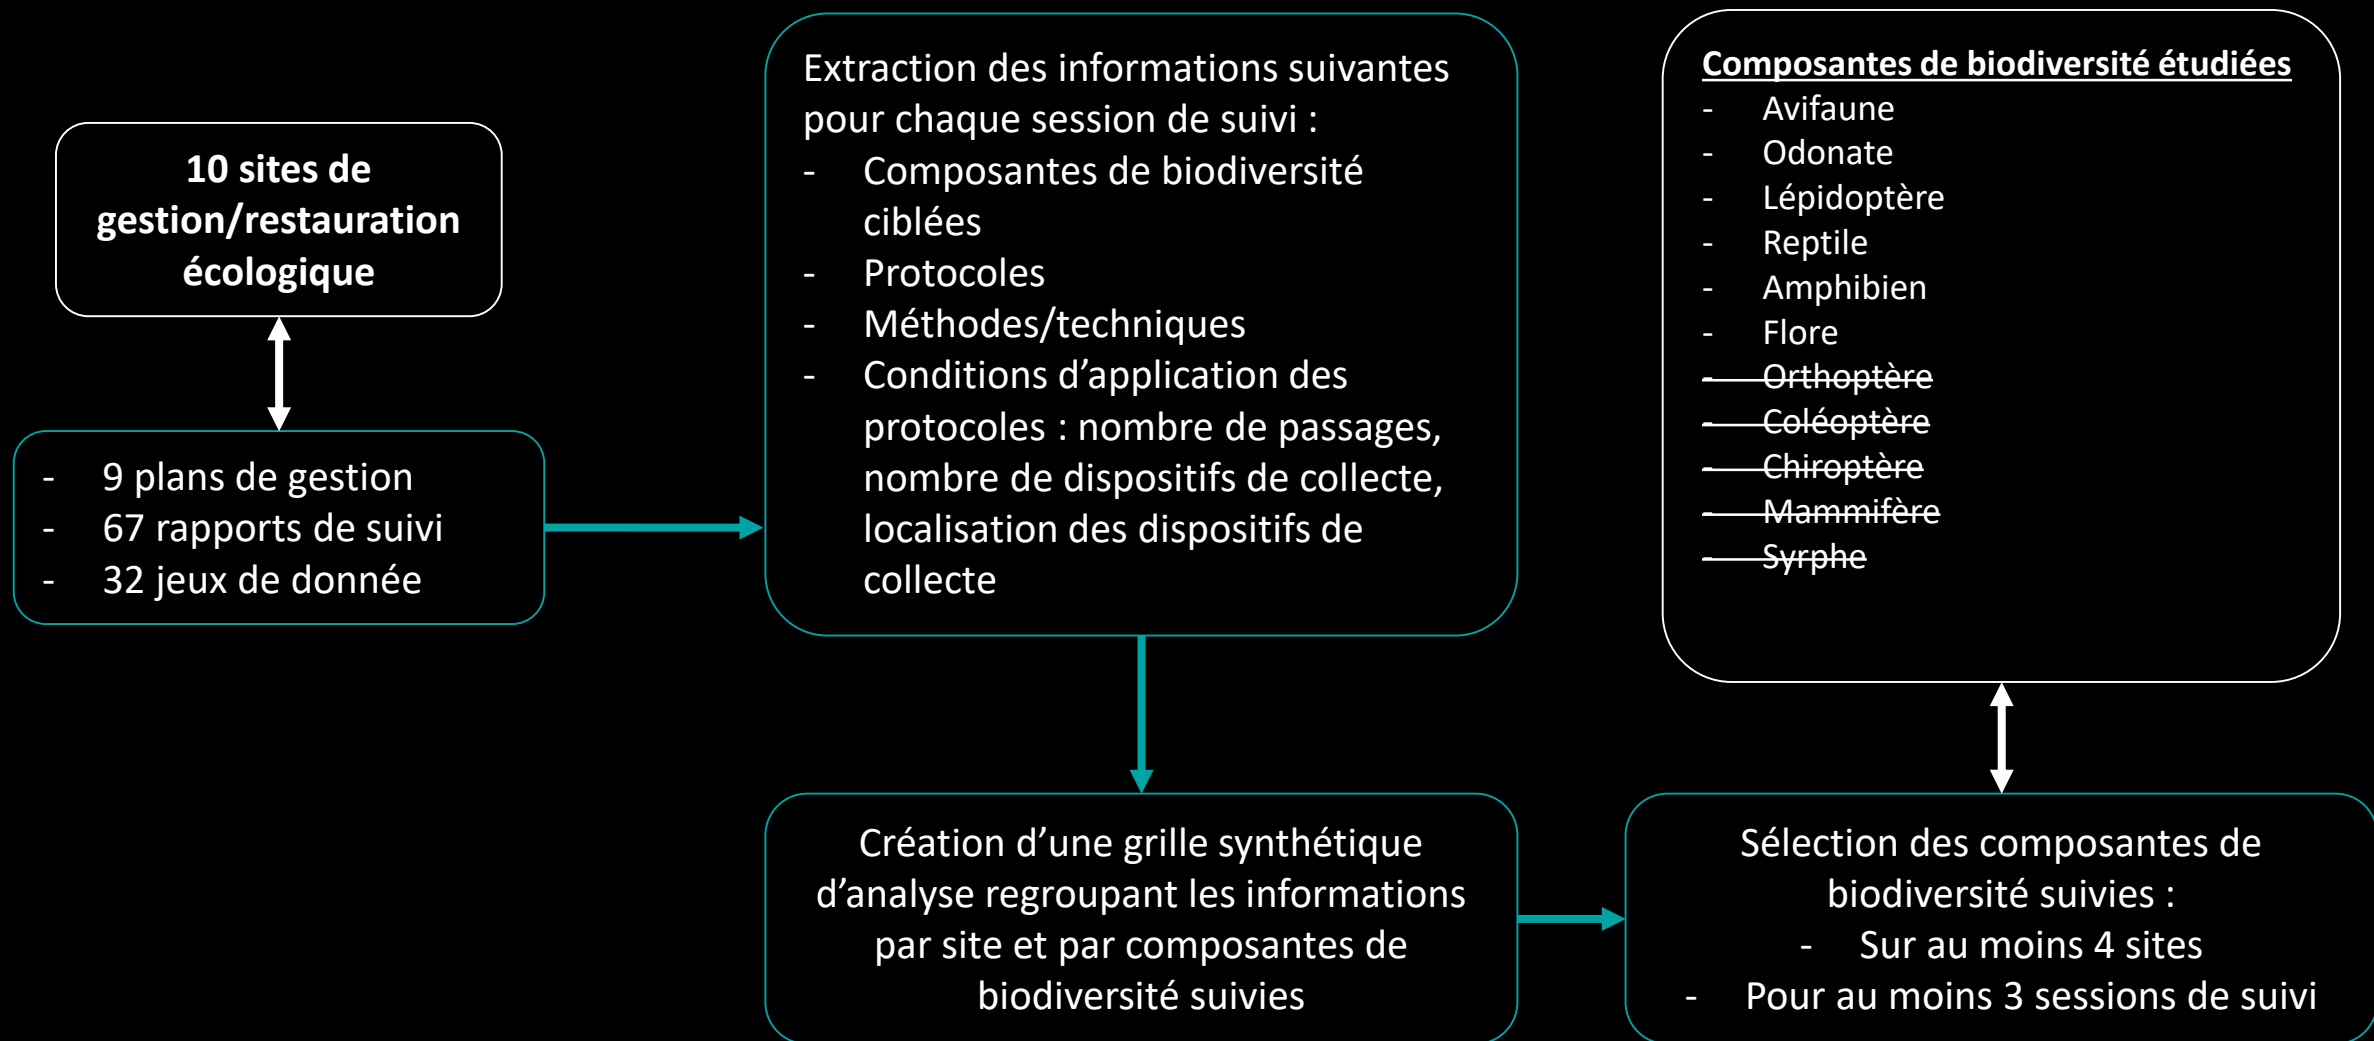 10 sites de
gestion/restauration
écologique
- 9 plans de gestion
- 67 rapports de suivi
- 32 jeux de donnée
Extraction des informations suivantes
pour chaque session de suivi :
- Composantes de biodiversité
ciblées
- Protocoles
- Méthodes/techniques
- Conditions d’application des
protocoles : nombre de passages,
nombre de dispositifs de collecte,
localisation des dispositifs de
collecte
Création d’une grille synthétique
d’analyse regroupant les informations
par site et par composantes de
biodiversité suivies
Composantes de biodiversité étudiées
- Avifaune
- Odonate
- Lépidoptère
- Reptile
- Amphibien
- Flore
- Orthoptère
- Coléoptère
- Chiroptère
- Mammifère
- Syrphe
Sélection des composantes de
biodiversité suivies :
- Sur au moins 4 sites
- Pour au moins 3 sessions de suivi